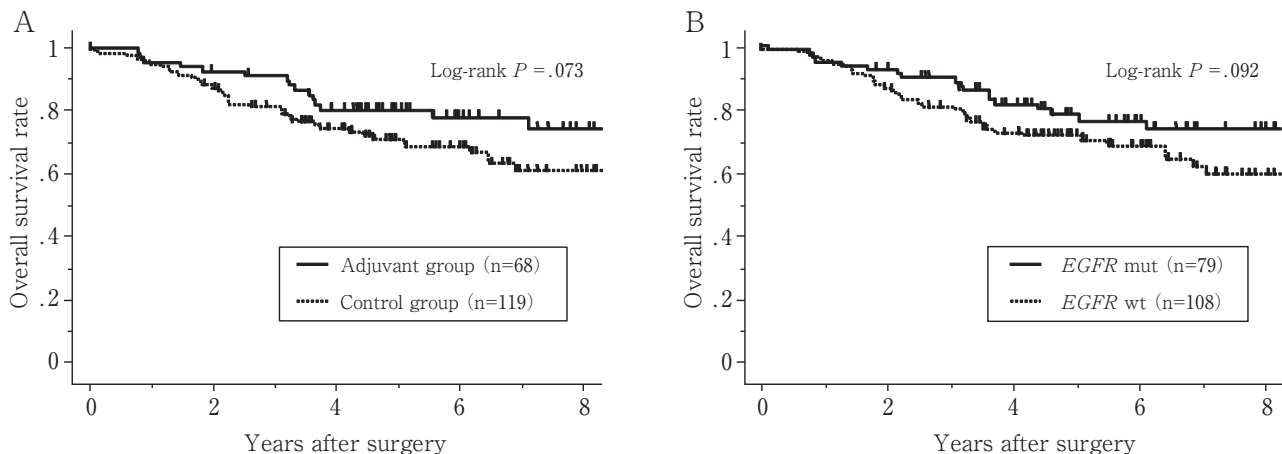 A
Overall survival rate
1
.8
.6
.4
.2
0
Log-rank P =.073
Adjuvant group (n=68)
Control group (n=119)
0 2 4 6 8
Years after surgery
B
Overall survival rate
1
.8
.6
.4
.2
0
Log-rank P =.092
EGFR mut (n=79)
EGFR wt (n=108)
0 2 4 6 8
Years after surgery